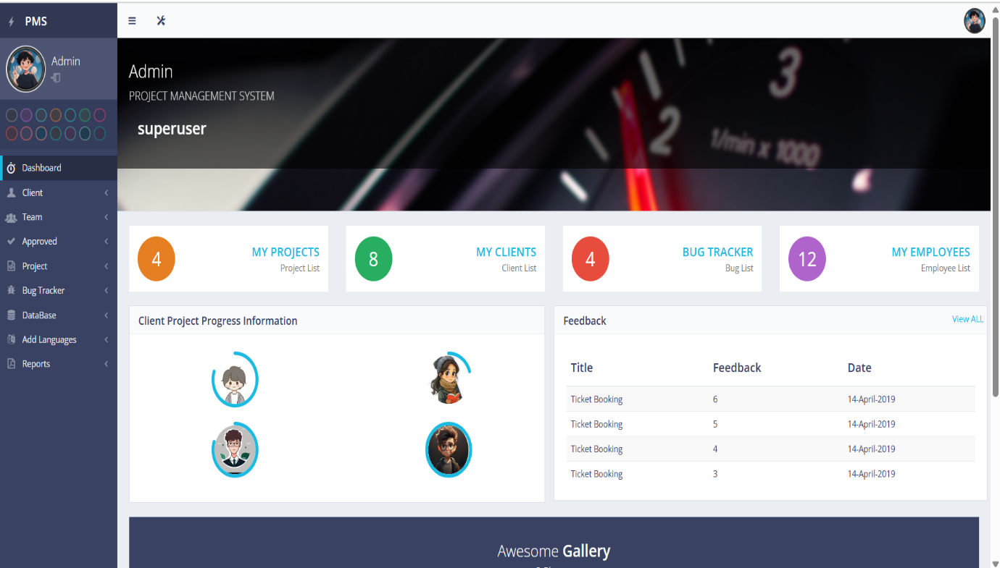 PMS
Admin
Admin
PROJECT MANAGEMENT SYSTEM
superuser
3
2
1/min x 1000
Dashboard
Client
Team
Approved
Project
Bug Tracker
DataBase
Add Languages
Reports
4
MY PROJECTS
Project List
8
MY CLIENTS
Client List
4
BUG TRACKER
Bug List
12
MY EMPLOYEES
Employee List
Client Project Progress Information
Feedback
View ALL
Title Feedback Date
Ticket Booking 6 14-April-2019
Ticket Booking 5 14-April-2019
Ticket Booking 4 14-April-2019
Ticket Booking 3 14-April-2019
Awesome Gallery